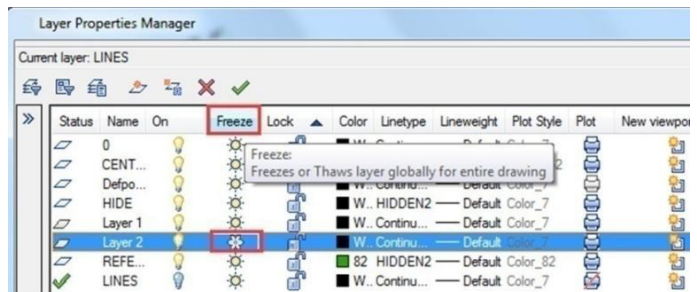 Layer Properties Manager
Current layer: LINES
Status Name On Freeze Lock Color Linetype Lineweight Plot Style Plot New viewpor
0
Freeze:
CENT...
Freezes or Thaws layer globally for entire drawing
Defpo... W.. Continu... Default Color_7
HIDE W.. HIDDEN2 Default Color_7
Layer 1 W.. Continu... Default Color_7
Layer 2 W.. Continu... Default Color_7
REFE... 82 HIDDEN2 Default Color_82
LINES W.. Continu... Default Color_7